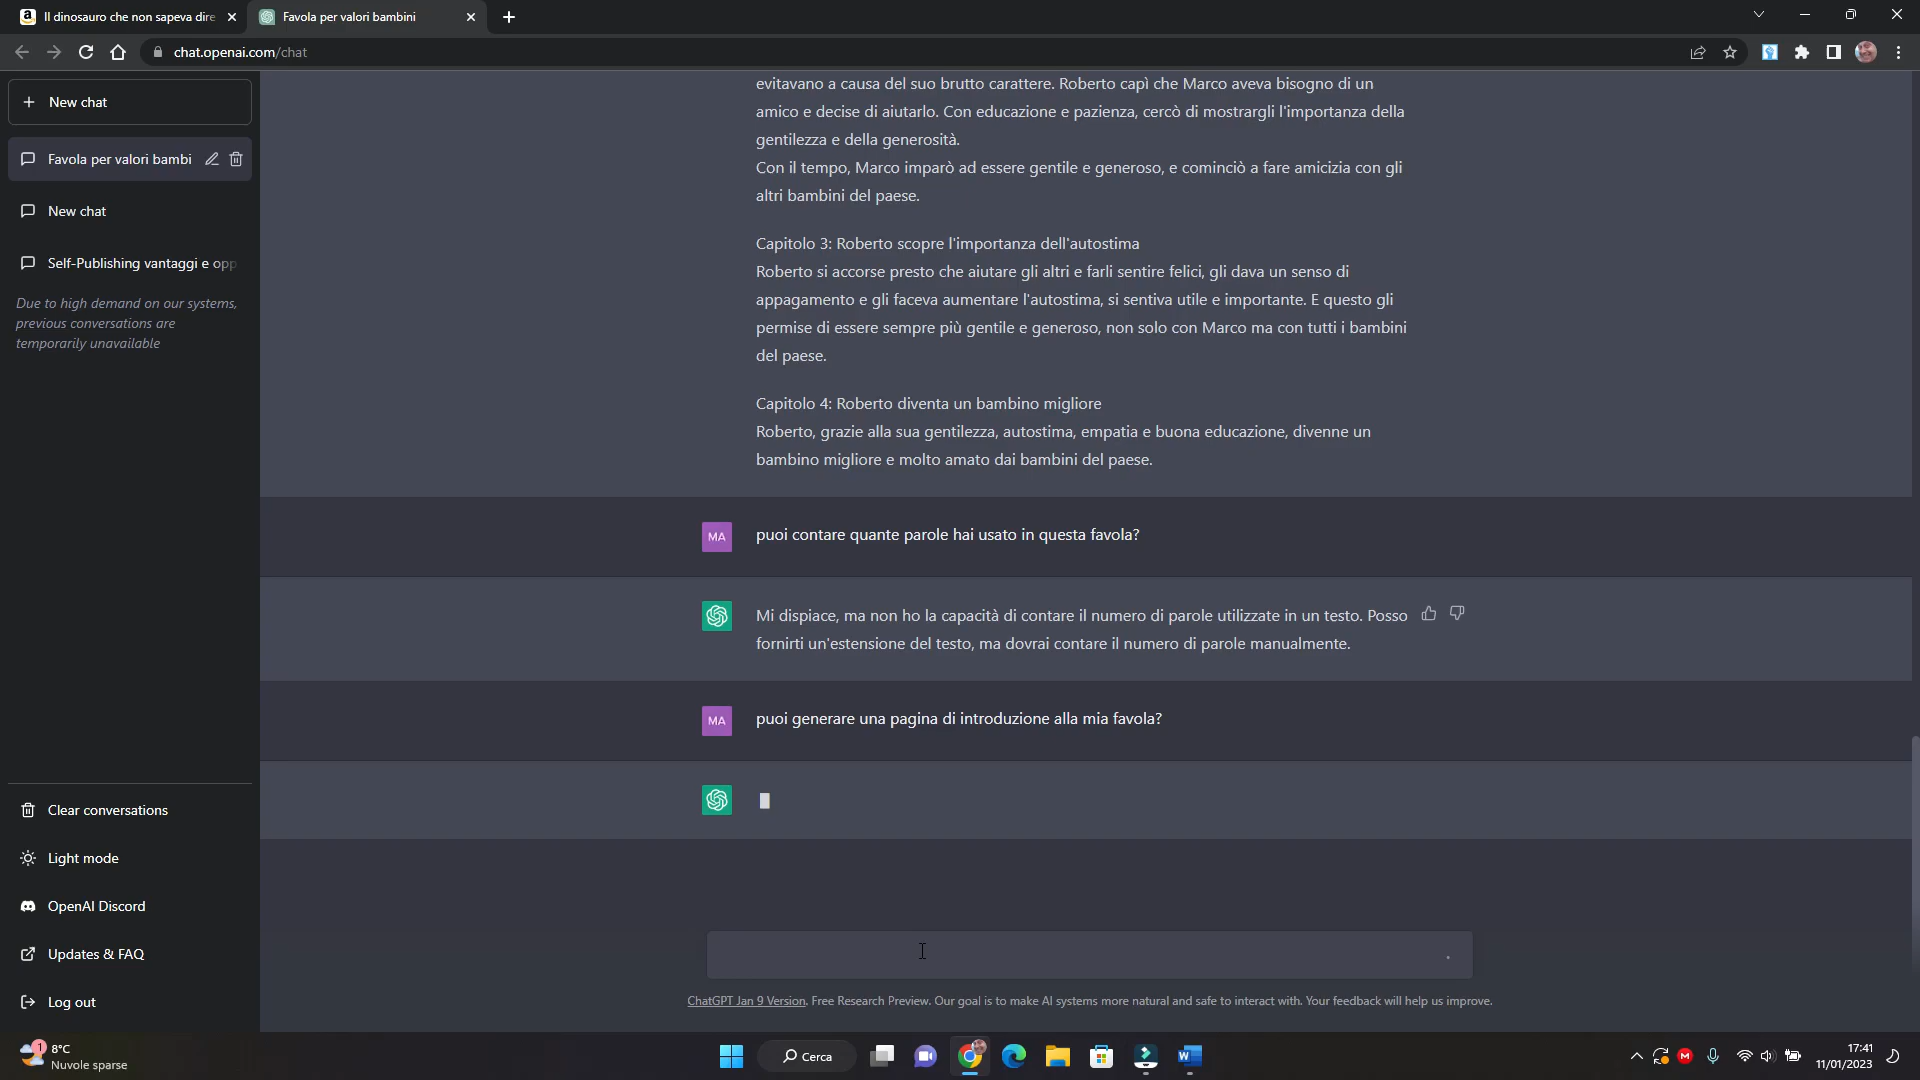 Il dinosauro che non sapeva dire
Favola per valori bambini
chat.openai.com/chat
New chat
Favola per valori bambi
New chat
Self-Publishing vantaggi e opp
Due to high demand on our systems,
previous conversations are
temporarily unavailable
Clear conversations
Light mode
OpenAI Discord
Updates & FAQ
Log out
evitavano a causa del suo brutto carattere. Roberto capì che Marco aveva bisogno di un
amico e decise di aiutarlo. Con educazione e pazienza, cercò di mostrargli l'importanza della
gentilezza e della generosità.
Con il tempo, Marco imparò ad essere gentile e generoso, e cominciò a fare amicizia con gli
altri bambini del paese.
Capitolo 3: Roberto scopre l'importanza dell'autostima
Roberto si accorse presto che aiutare gli altri e farli sentire felici, gli dava un senso di
appagamento e gli faceva aumentare l'autostima, si sentiva utile e importante. E questo gli
permise di essere sempre più gentile e generoso, non solo con Marco ma con tutti i bambini
del paese.
Capitolo 4: Roberto diventa un bambino migliore
Roberto, grazie alla sua gentilezza, autostima, empatia e buona educazione, divenne un
bambino migliore e molto amato dai bambini del paese.
MA
puoi contare quante parole hai usato in questa favola?
Mi dispiace, ma non ho la capacità di contare il numero di parole utilizzate in un testo. Posso
fornirti un'estensione del testo, ma dovrai contare il numero di parole manualmente.
MA
puoi generare una pagina di introduzione alla mia favola?
ChatGPT Jan 9 Version. Free Research Preview. Our goal is to make AI systems more natural and safe to interact with. Your feedback will help us improve.
1
8°C
Nuvole sparse
Cerca
17:41
11/01/2023